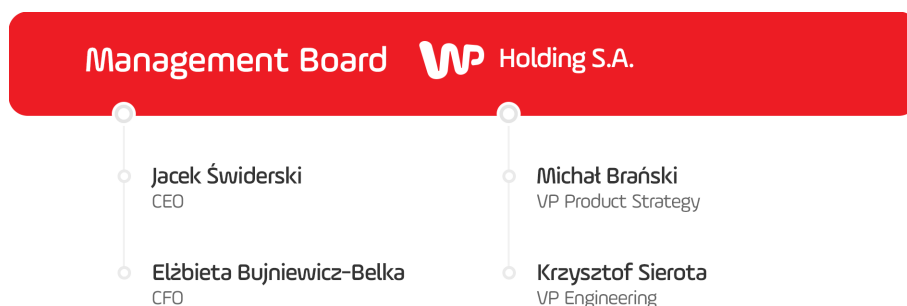 Management Board WP Holding S.A.
Jacek Świderski
CEO
Elżbieta Bujniewicz-Belka
CFO
Michał Brański
VP Product Strategy
Krzysztof Sierota
VP Engineering